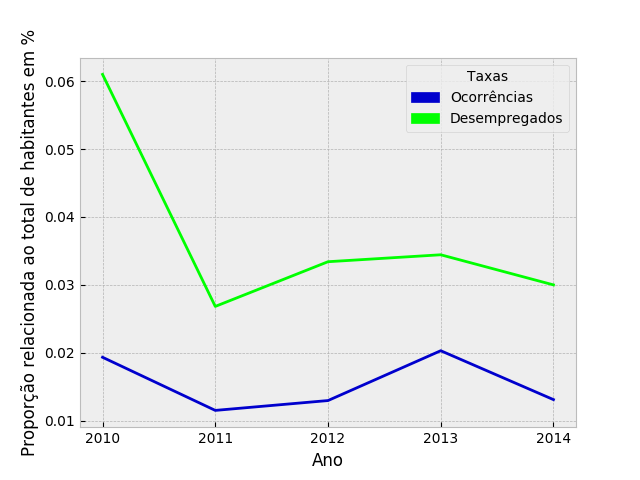 Proporção relacionada ao total de habitantes em %
0.06
0.05
0.04
0.03
0.02
0.01
Taxas
Ocorrências
Desempregados
2010 2011 2012 2013 2014
Ano